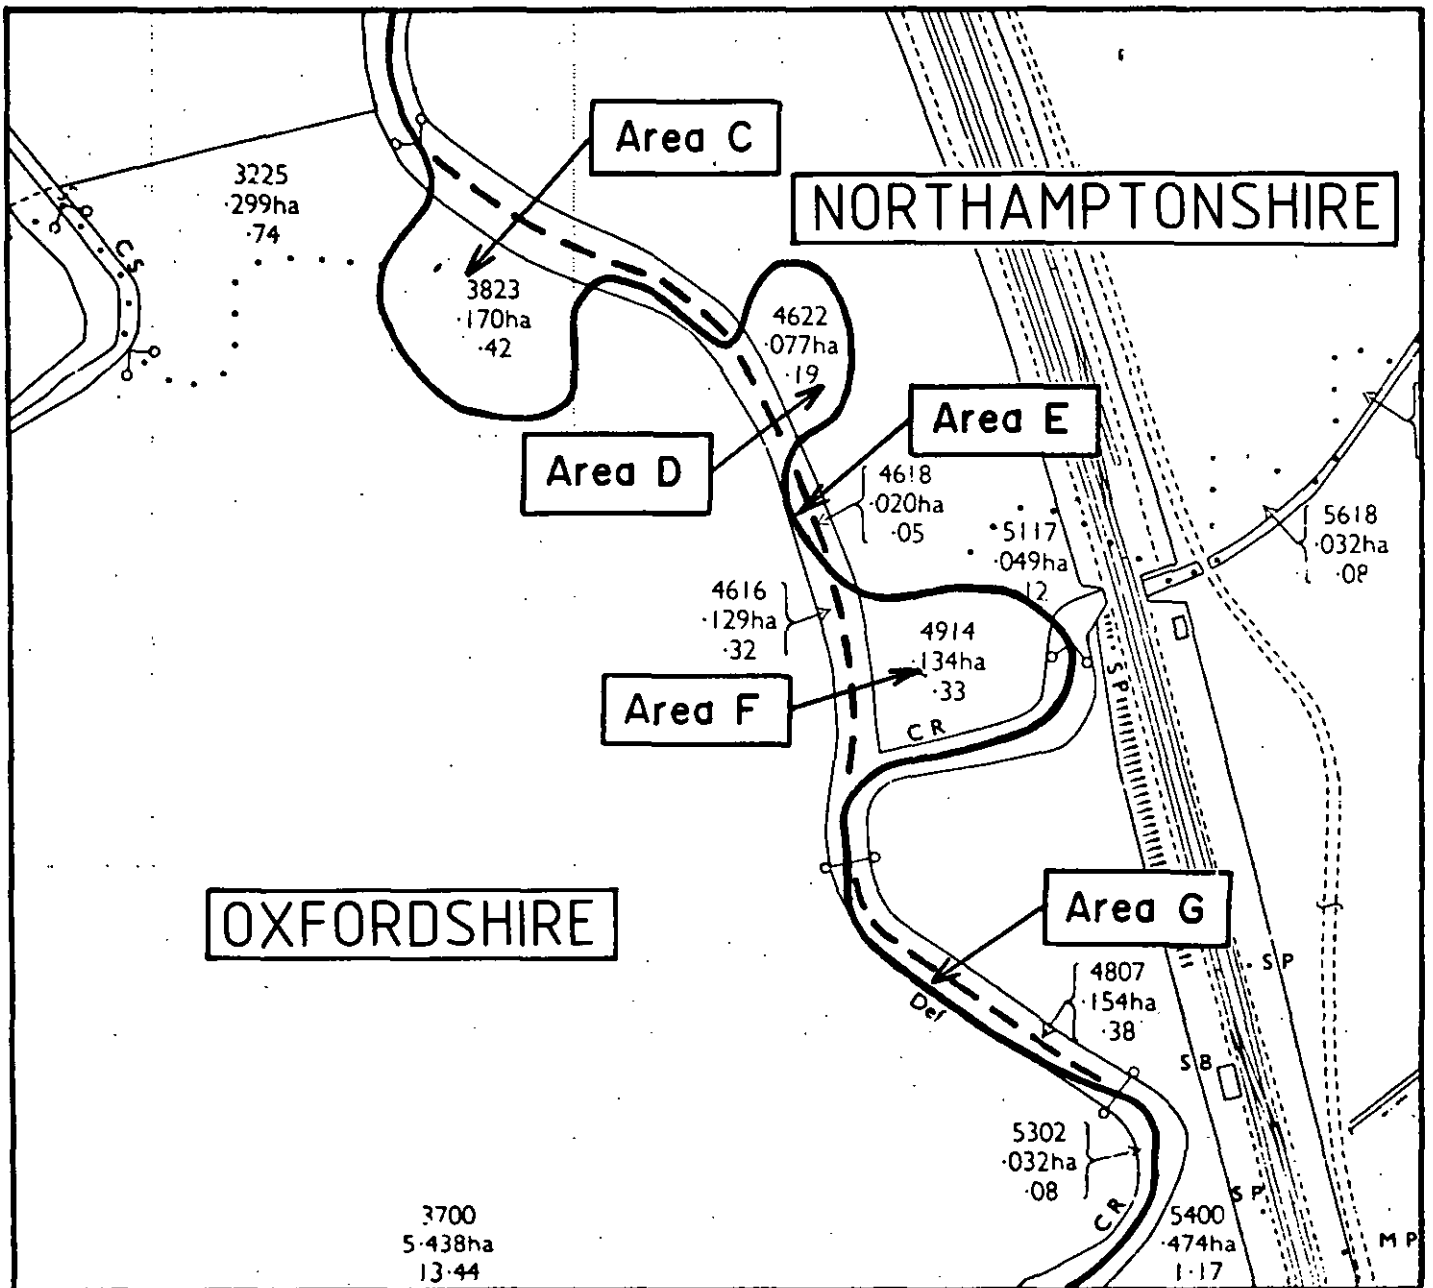 Area C
NORTHAMPTONSHIRE
3225
·299ha
·74
CS
3823
·170ha
·42
4622
·077ha
·19
Area E
Area D
4618
·020ha
·05
5117
·049ha
12
5618
·032ha
·08
4616
·129ha
·32
4914
·134ha
·33
SP
Area F
CR
OXFORDSHIRE
Area G
SP
4807
·154ha
·38
Def
SB
5302
·032ha
·08
CR
SP
3700
5·438ha
13·44
5400
·474ha
1·17
MP